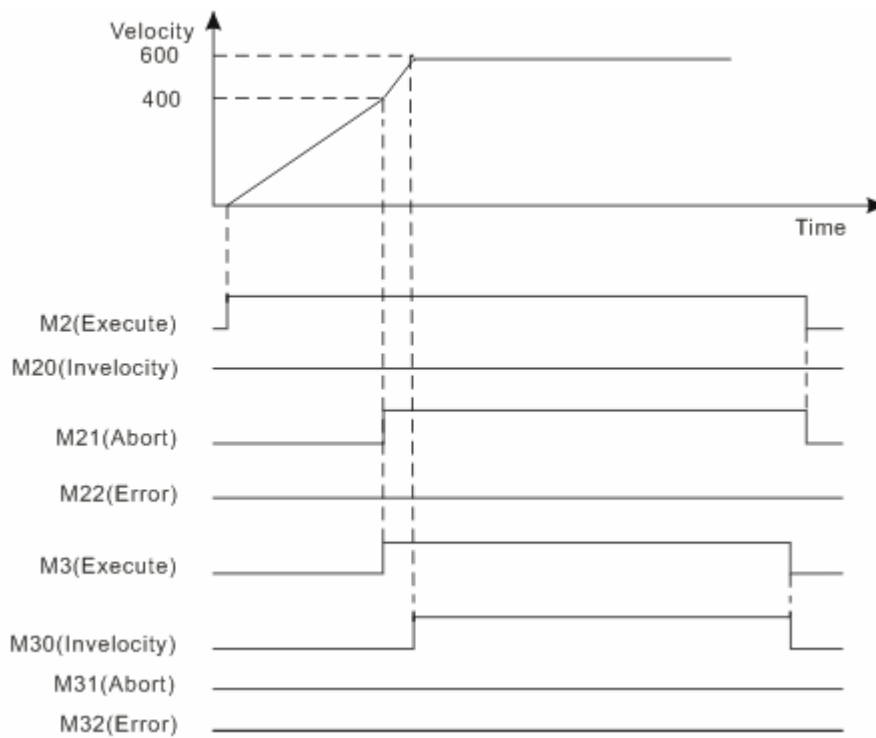 Velocity
600
400
Time
M2(Execute)
M20(Invelocity)
M21(Abort)
M22(Error)
M3(Execute)
M30(Invelocity)
M31(Abort)
M32(Error)